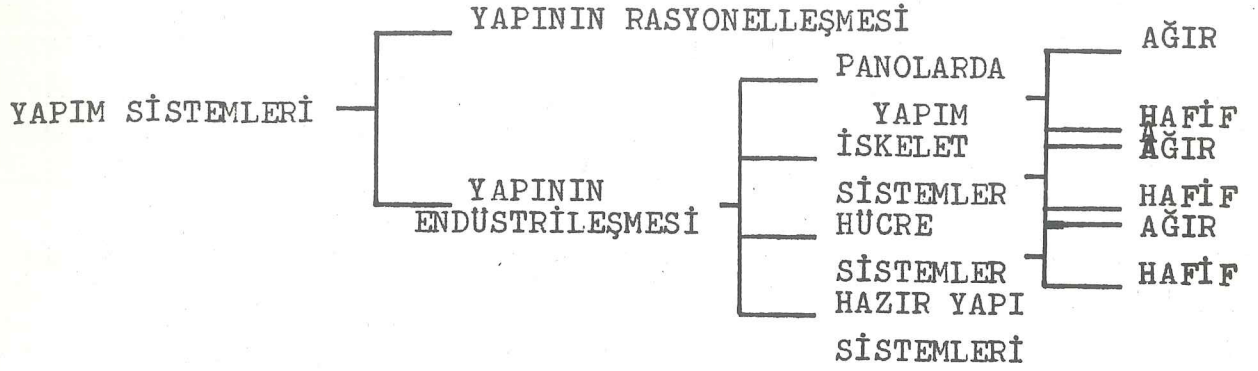 YAPININ RASYONELLEŞMESİ
AĞIR
PANOLARDA
YAPIM SİSTEMLERİ
YAPIM
HAFİF
İSKELET
AĞIR
YAPININ
SİSTEMLER
HAFİF
ENDÜSTRİLEŞMESİ
HÜCRE
AĞIR
SİSTEMLER
HAFİF
HAZIR YAPI
SİSTEMLERİ